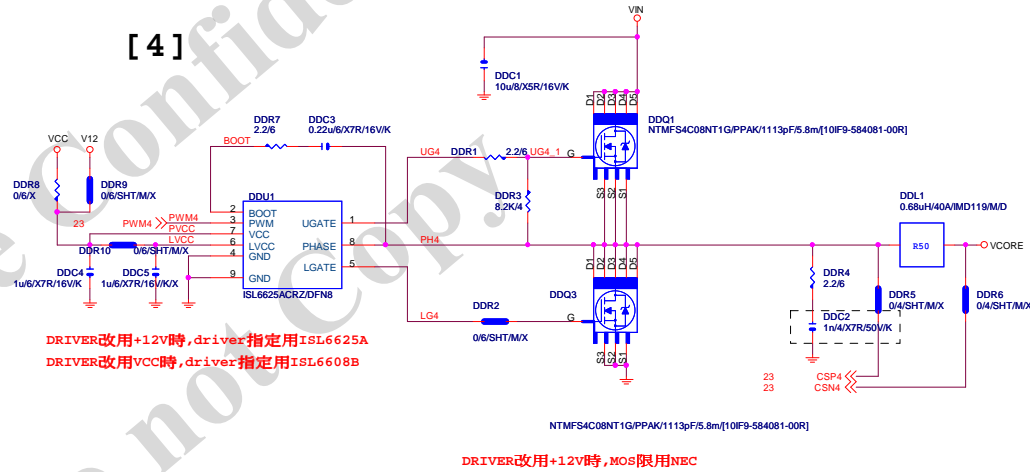 [4]
VIN
DDC1
10u/8/X5R/16V/K
D1 D2 D3 D4 D5
DDQ1
NTMFS4C08NT1G/PPAK/1113pF/5.8m/[10IF9-584081-00R]
G
S3 S2 S1
DDR7
2.2/6
DDC3
0.22u/6/X7R/16V/K
BOOT
UG4
DDR1
2.2/6
UG4_1
DDR3
8.2K/4
VCC
V12
DDR8
0/6/X
DDR9
0/6/SHT/M/X
DDU1
2
BOOT
3
PWM
7
VCC
6
LVCC
4
GND
9
GND
UGATE
1
PHASE
8
LGATE
5
ISL6625ACRZ/DFN8
23
PWM4
PWM4
PVCC
LVCC
DDR10
0/6/SHT/M/X
DDC4
1u/6/X7R/16V/K
DDC5
1u/6/X7R/16V/K/X
PH4
DDL1
0.68uH/40A/IMD119/M/D
R50
VCORE
D1 D2 D3 D4 D5
DDQ3
G
S3 S2 S1
LG4
DDR2
0/6/SHT/M/X
DDR4
2.2/6
DDR5
0/4/SHT/M/X
DDR6
0/4/SHT/M/X
DDC2
1n/4/X7R/50V/K
23
CSP4
23
CSN4
DRIVER改用+12V時,driver指定用ISL6625A
DRIVER改用VCC時,driver指定用ISL6608B
NTMFS4C08NT1G/PPAK/1113pF/5.8m/[10IF9-584081-00R]
DRIVER改用+12V時,MOS限用NEC
not Copy